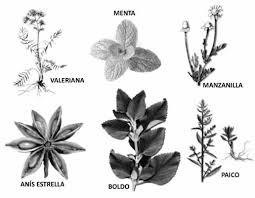 MENTA
VALERIANA
MANZANILLA
ANÍS ESTRELLA
BOLDO
PAICO